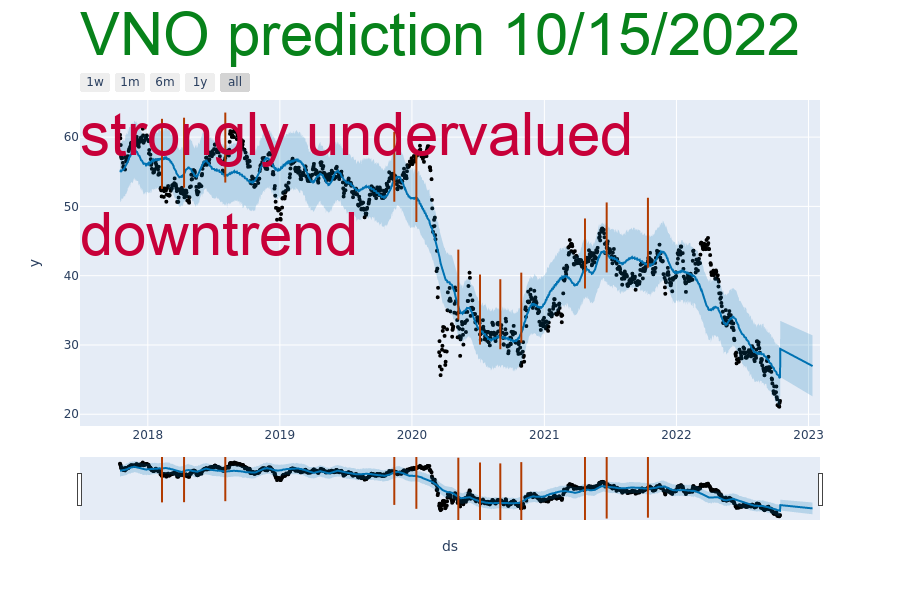 VNO prediction 10/15/2022
1w 1m 6m 1y all
strongly undervalued
downtrend
y
60
50
40
30
20
2018 2019 2020 2021 2022 2023
ds